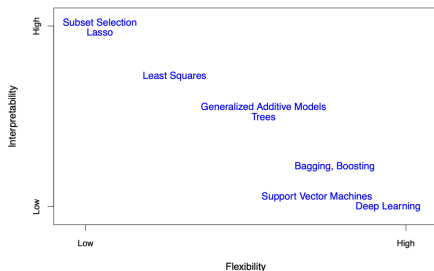 High
Subset Selection
Lasso
Least Squares
Interpretability
Generalized Additive Models
Trees
Bagging, Boosting
Support Vector Machines
Low
Deep Learning
Low
High
Flexibility